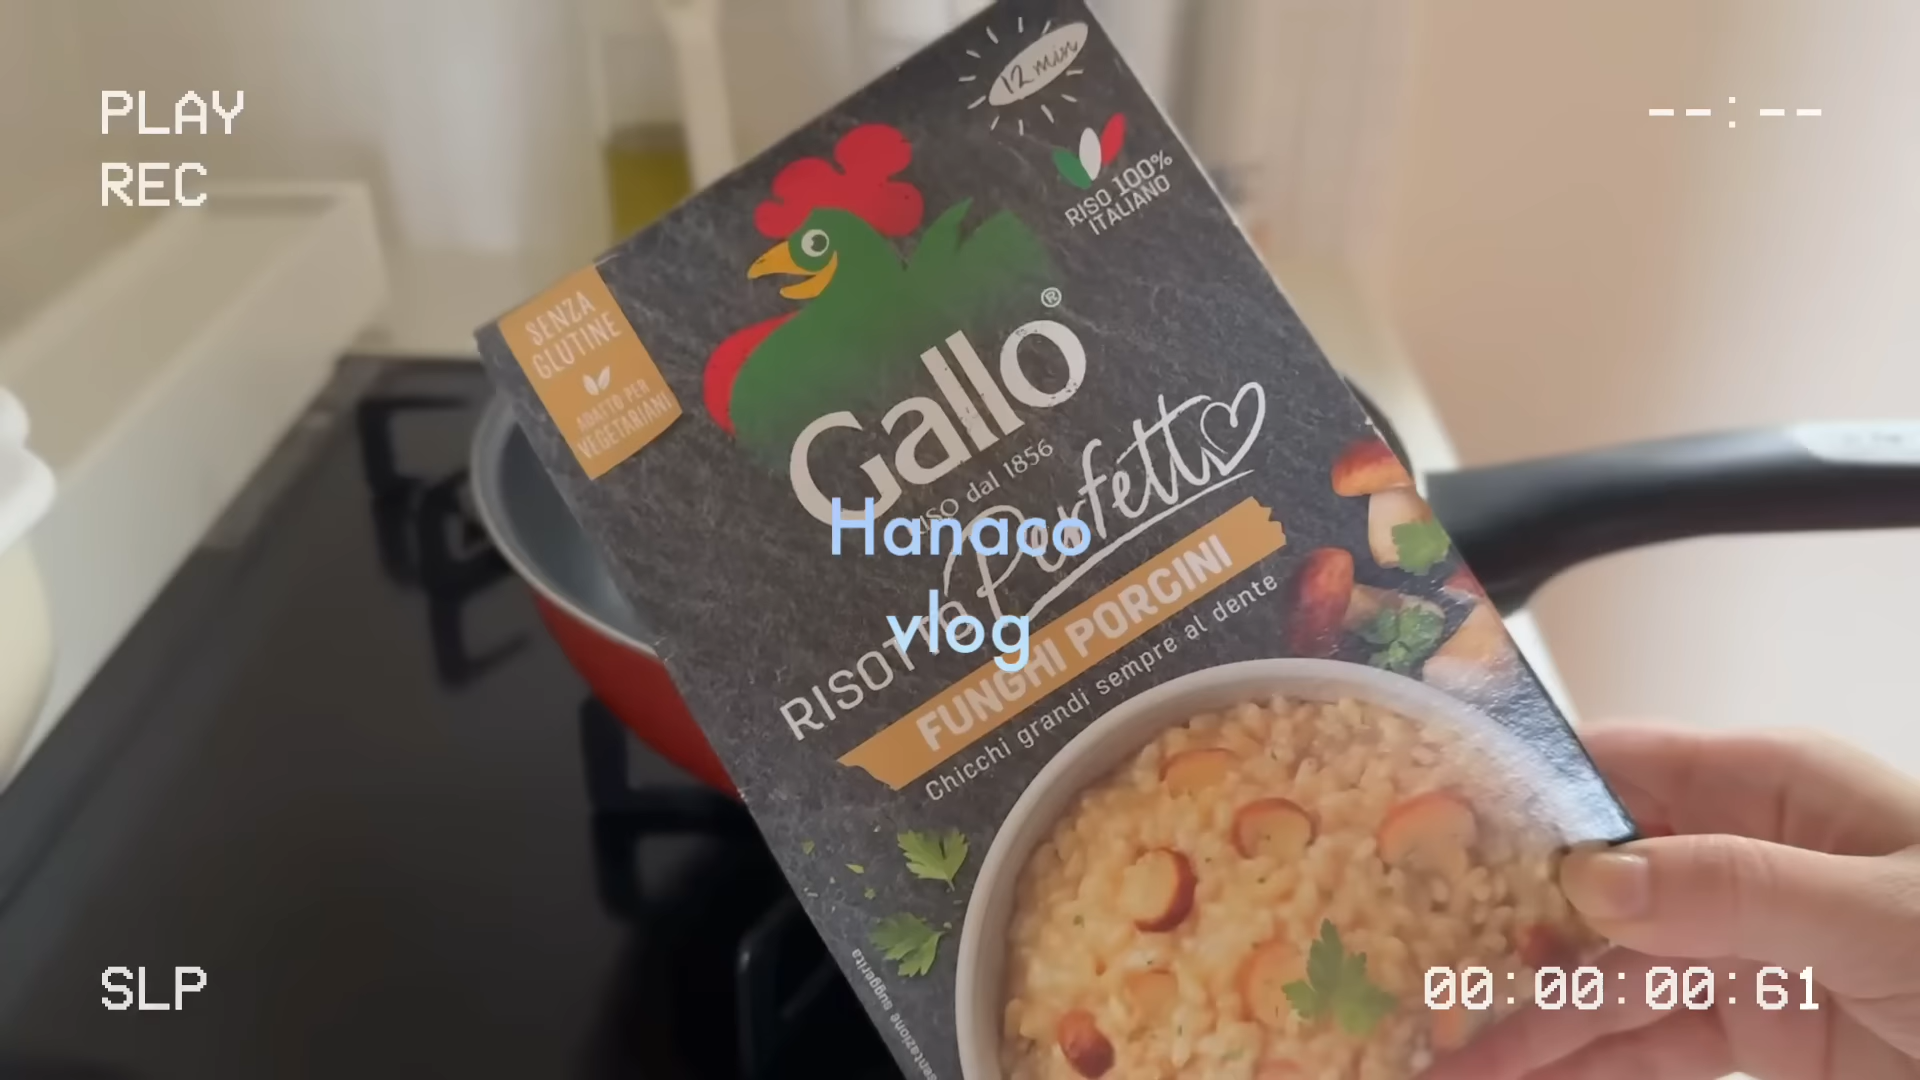 PLAY
REC
--:--
12 min
RISO 100%
ITALIANO
SENZA
GLUTINE
ADATTO PER
VEGETARIANI
Gallo®
RISO dal 1856
RISOTTO Perfetto
FUNGHI PORCINI
Chicchi grandi sempre al dente
Hanaco
vlog
suggerita
SLP
00:00:00:61